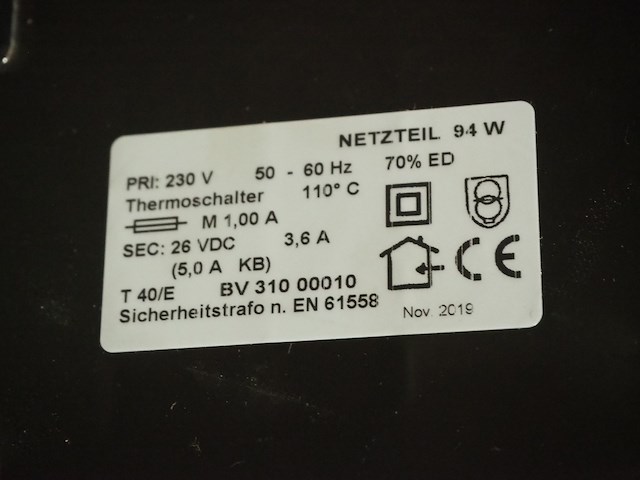 NETZTEIL 94 W
PRI: 230 V 50 - 60 Hz 70% ED
Thermoschalter 110° C
M 1,00 A
SEC: 26 VDC 3,6 A
(5,0 A KB)
T 40/E BV 310 00010
Sicherheitstrafo n. EN 61558
CE
Nov. 2019